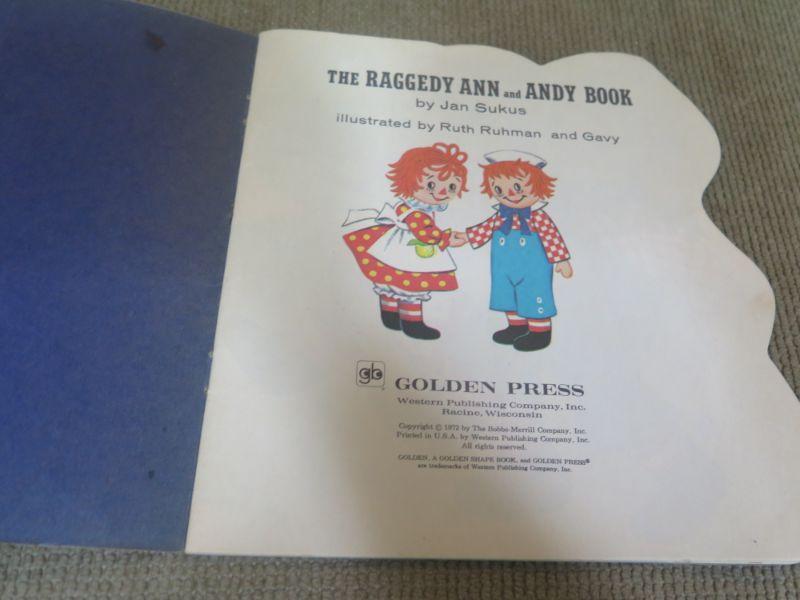 THE RAGGEDY ANN and ANDY BOOK
by Jan Sukus
illustrated by Ruth Ruhman and Gavy
gb GOLDEN PRESS
Western Publishing Company, Inc.
Racine, Wisconsin
Copyright © 1972 by The Bobbs-Merrill Company, Inc.
Printed in U.S.A. by Western Publishing Company, Inc.
All rights reserved.
GOLDEN, A GOLDEN SHAPE BOOK, and GOLDEN PRESS®
are trademarks of Western Publishing Company, Inc.